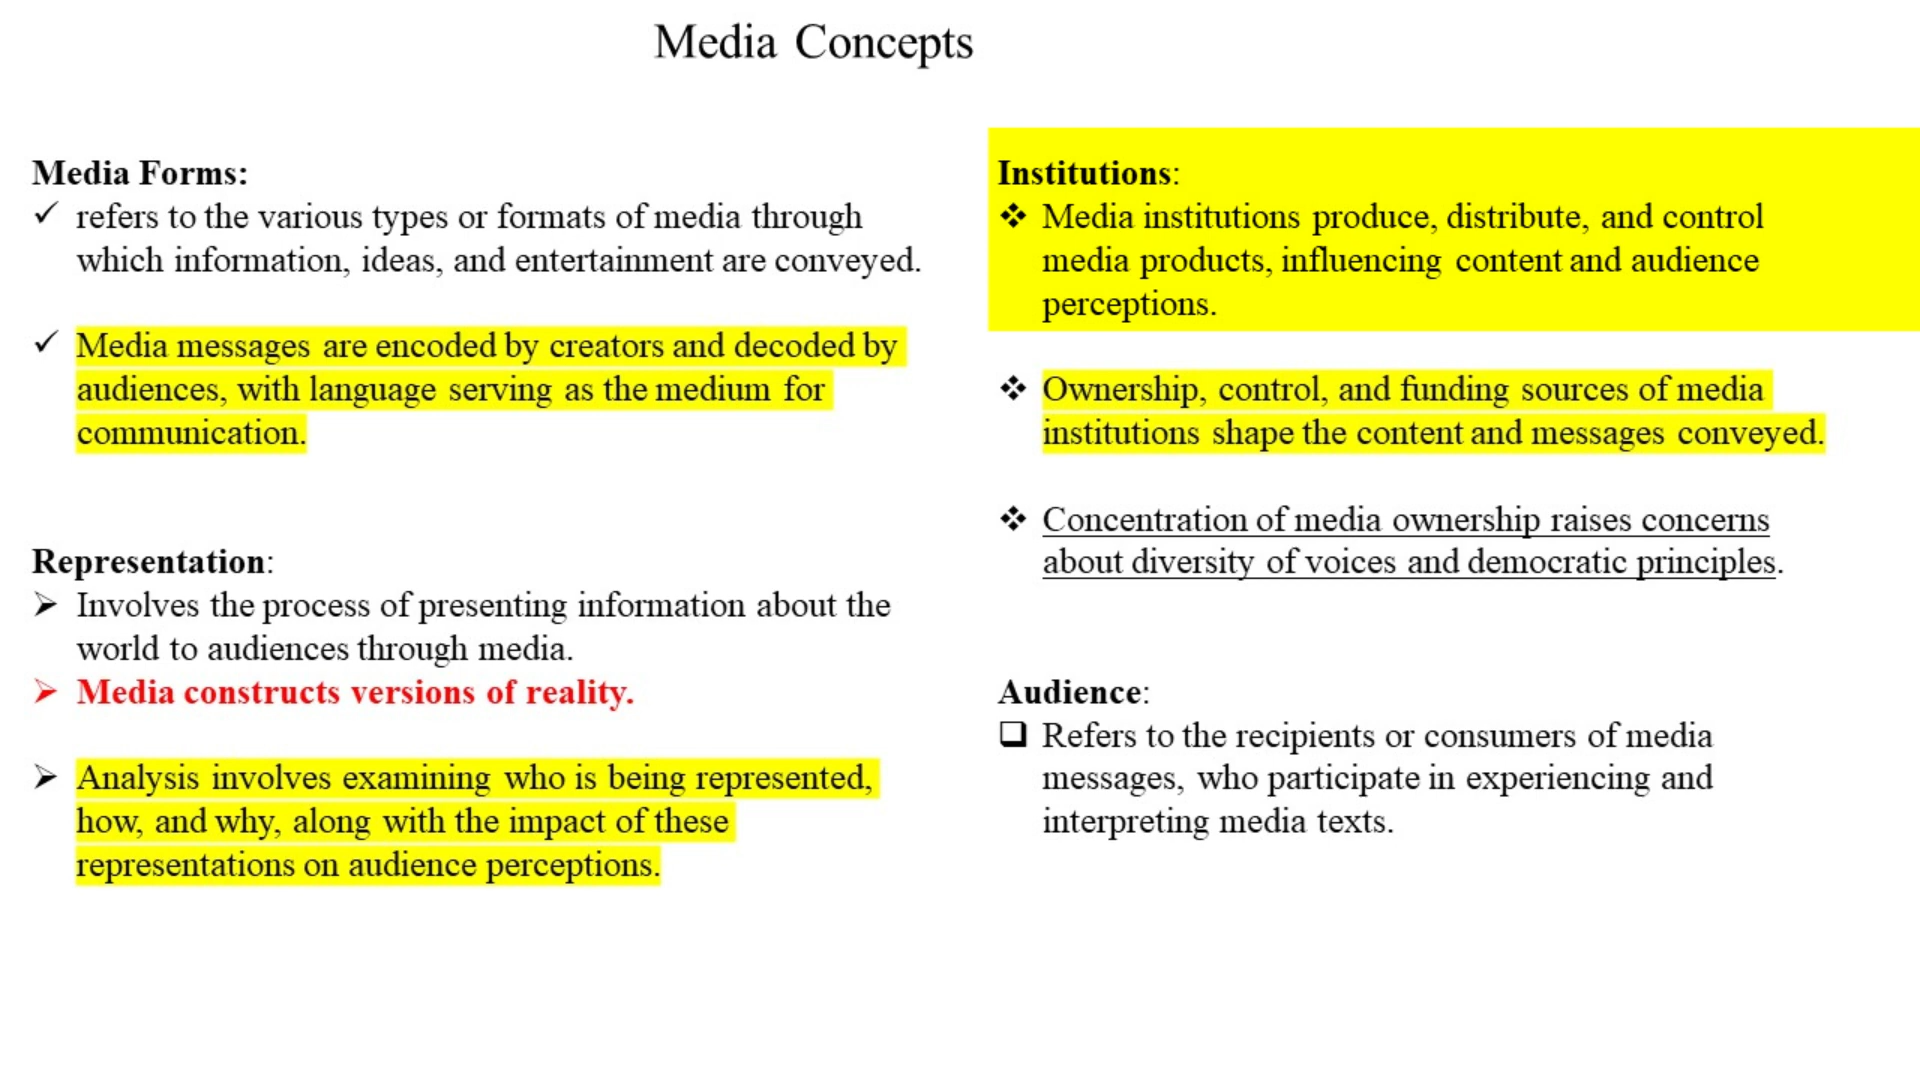 Media Concepts
Media Forms:
✓ refers to the various types or formats of media through
which information, ideas, and entertainment are conveyed.
✓ Media messages are encoded by creators and decoded by
audiences, with language serving as the medium for
communication.
Representation:
➢ Involves the process of presenting information about the
world to audiences through media.
➢ Media constructs versions of reality.
➢ Analysis involves examining who is being represented,
how, and why, along with the impact of these
representations on audience perceptions.
Institutions:
❖ Media institutions produce, distribute, and control
media products, influencing content and audience
perceptions.
❖ Ownership, control, and funding sources of media
institutions shape the content and messages conveyed.
❖ Concentration of media ownership raises concerns
about diversity of voices and democratic principles.
Audience:
❑ Refers to the recipients or consumers of media
messages, who participate in experiencing and
interpreting media texts.